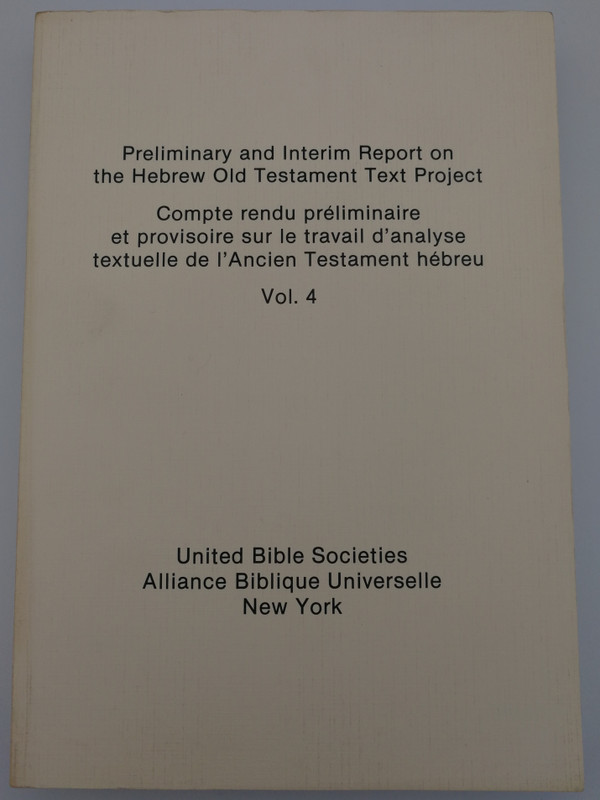 Preliminary and Interim Report on
the Hebrew Old Testament Text Project
Compte rendu préliminaire
et provisoire sur le travail d'analyse
textuelle de l'Ancien Testament hébreu
Vol. 4
United Bible Societies
Alliance Biblique Universelle
New York